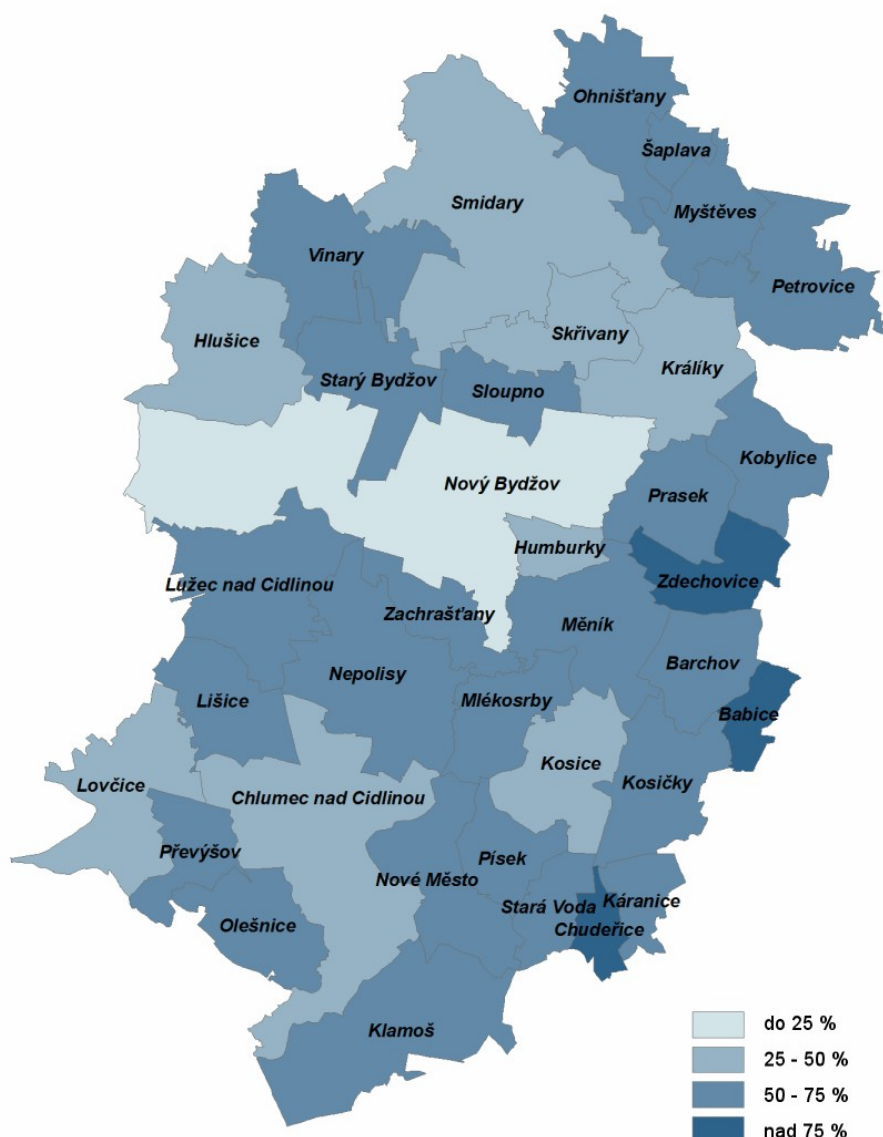 Ohnišťany
Šaplava
Smidary
Myštěves
Vinary
Petrovice
Skřivany
Hlušice
Králíky
Starý Bydžov
Sloupno
Kobylice
Nový Bydžov
Prasek
Humburky
Zdechovice
Lužec nad Cidlinou
Zachrašťany
Měník
Barchov
Nepolisy
Lišice
Mlékosrby
Babice
Kosice
Lovčice
Kosičky
Chlumec nad Cidlinou
Převýšov
Písek
Nové Město
Káranice
Stará Voda
Olešnice
Chudeřice
Klamoš
do 25 %
25 - 50 %
50 - 75 %
nad 75 %